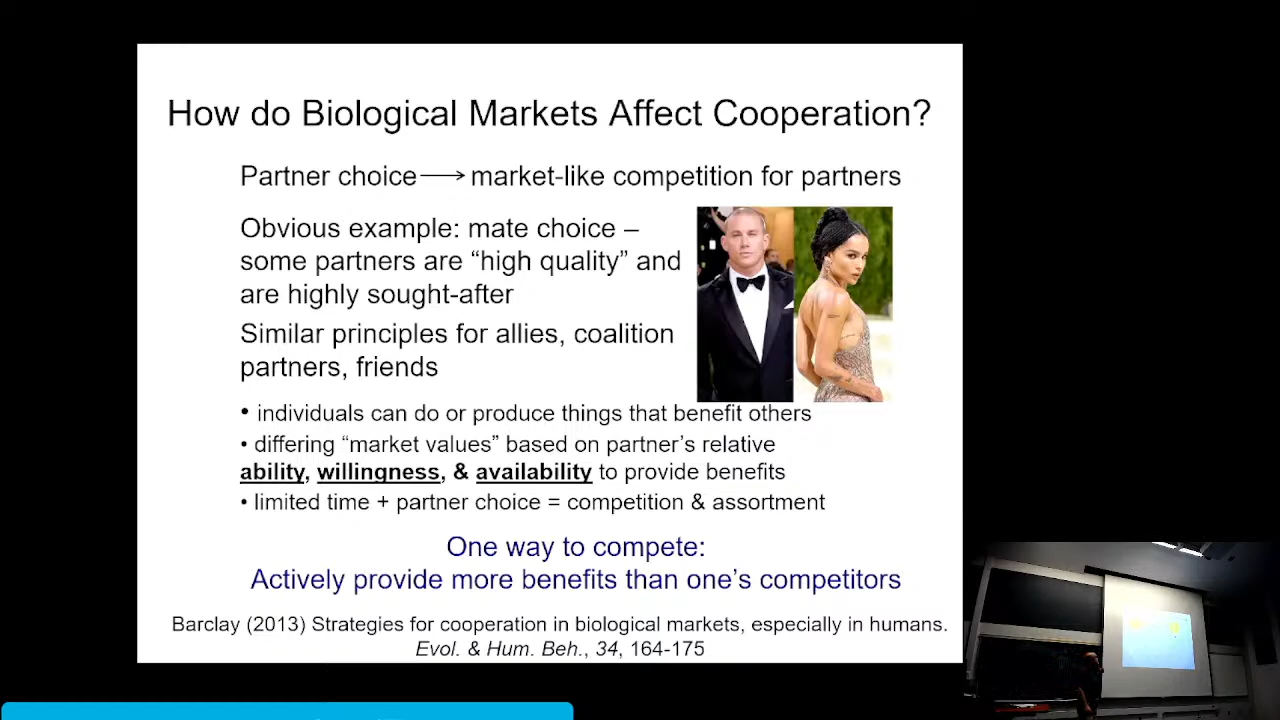 How do Biological Markets Affect Cooperation?
Partner choice → market-like competition for partners
Obvious example: mate choice –
some partners are “high quality” and
are highly sought-after
Similar principles for allies, coalition
partners, friends
• individuals can do or produce things that benefit others
• differing “market values” based on partner’s relative
ability, willingness, & availability to provide benefits
• limited time + partner choice = competition & assortment
One way to compete:
Actively provide more benefits than one’s competitors
Barclay (2013) Strategies for cooperation in biological markets, especially in humans.
Evol. & Hum. Beh., 34, 164-175